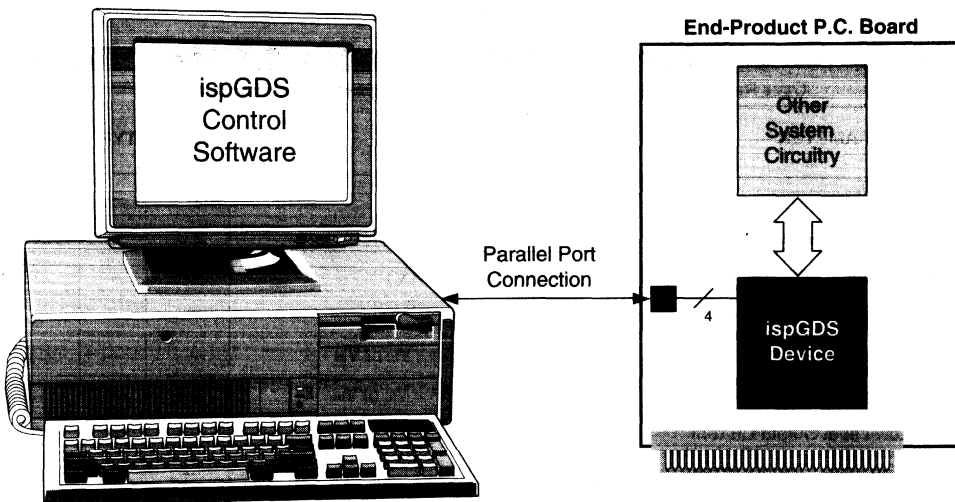 End-Product P.C. Board
ispGDS
Control
Software
Other
System
Circuitry
Parallel Port
Connection
4
ispGDS
Device